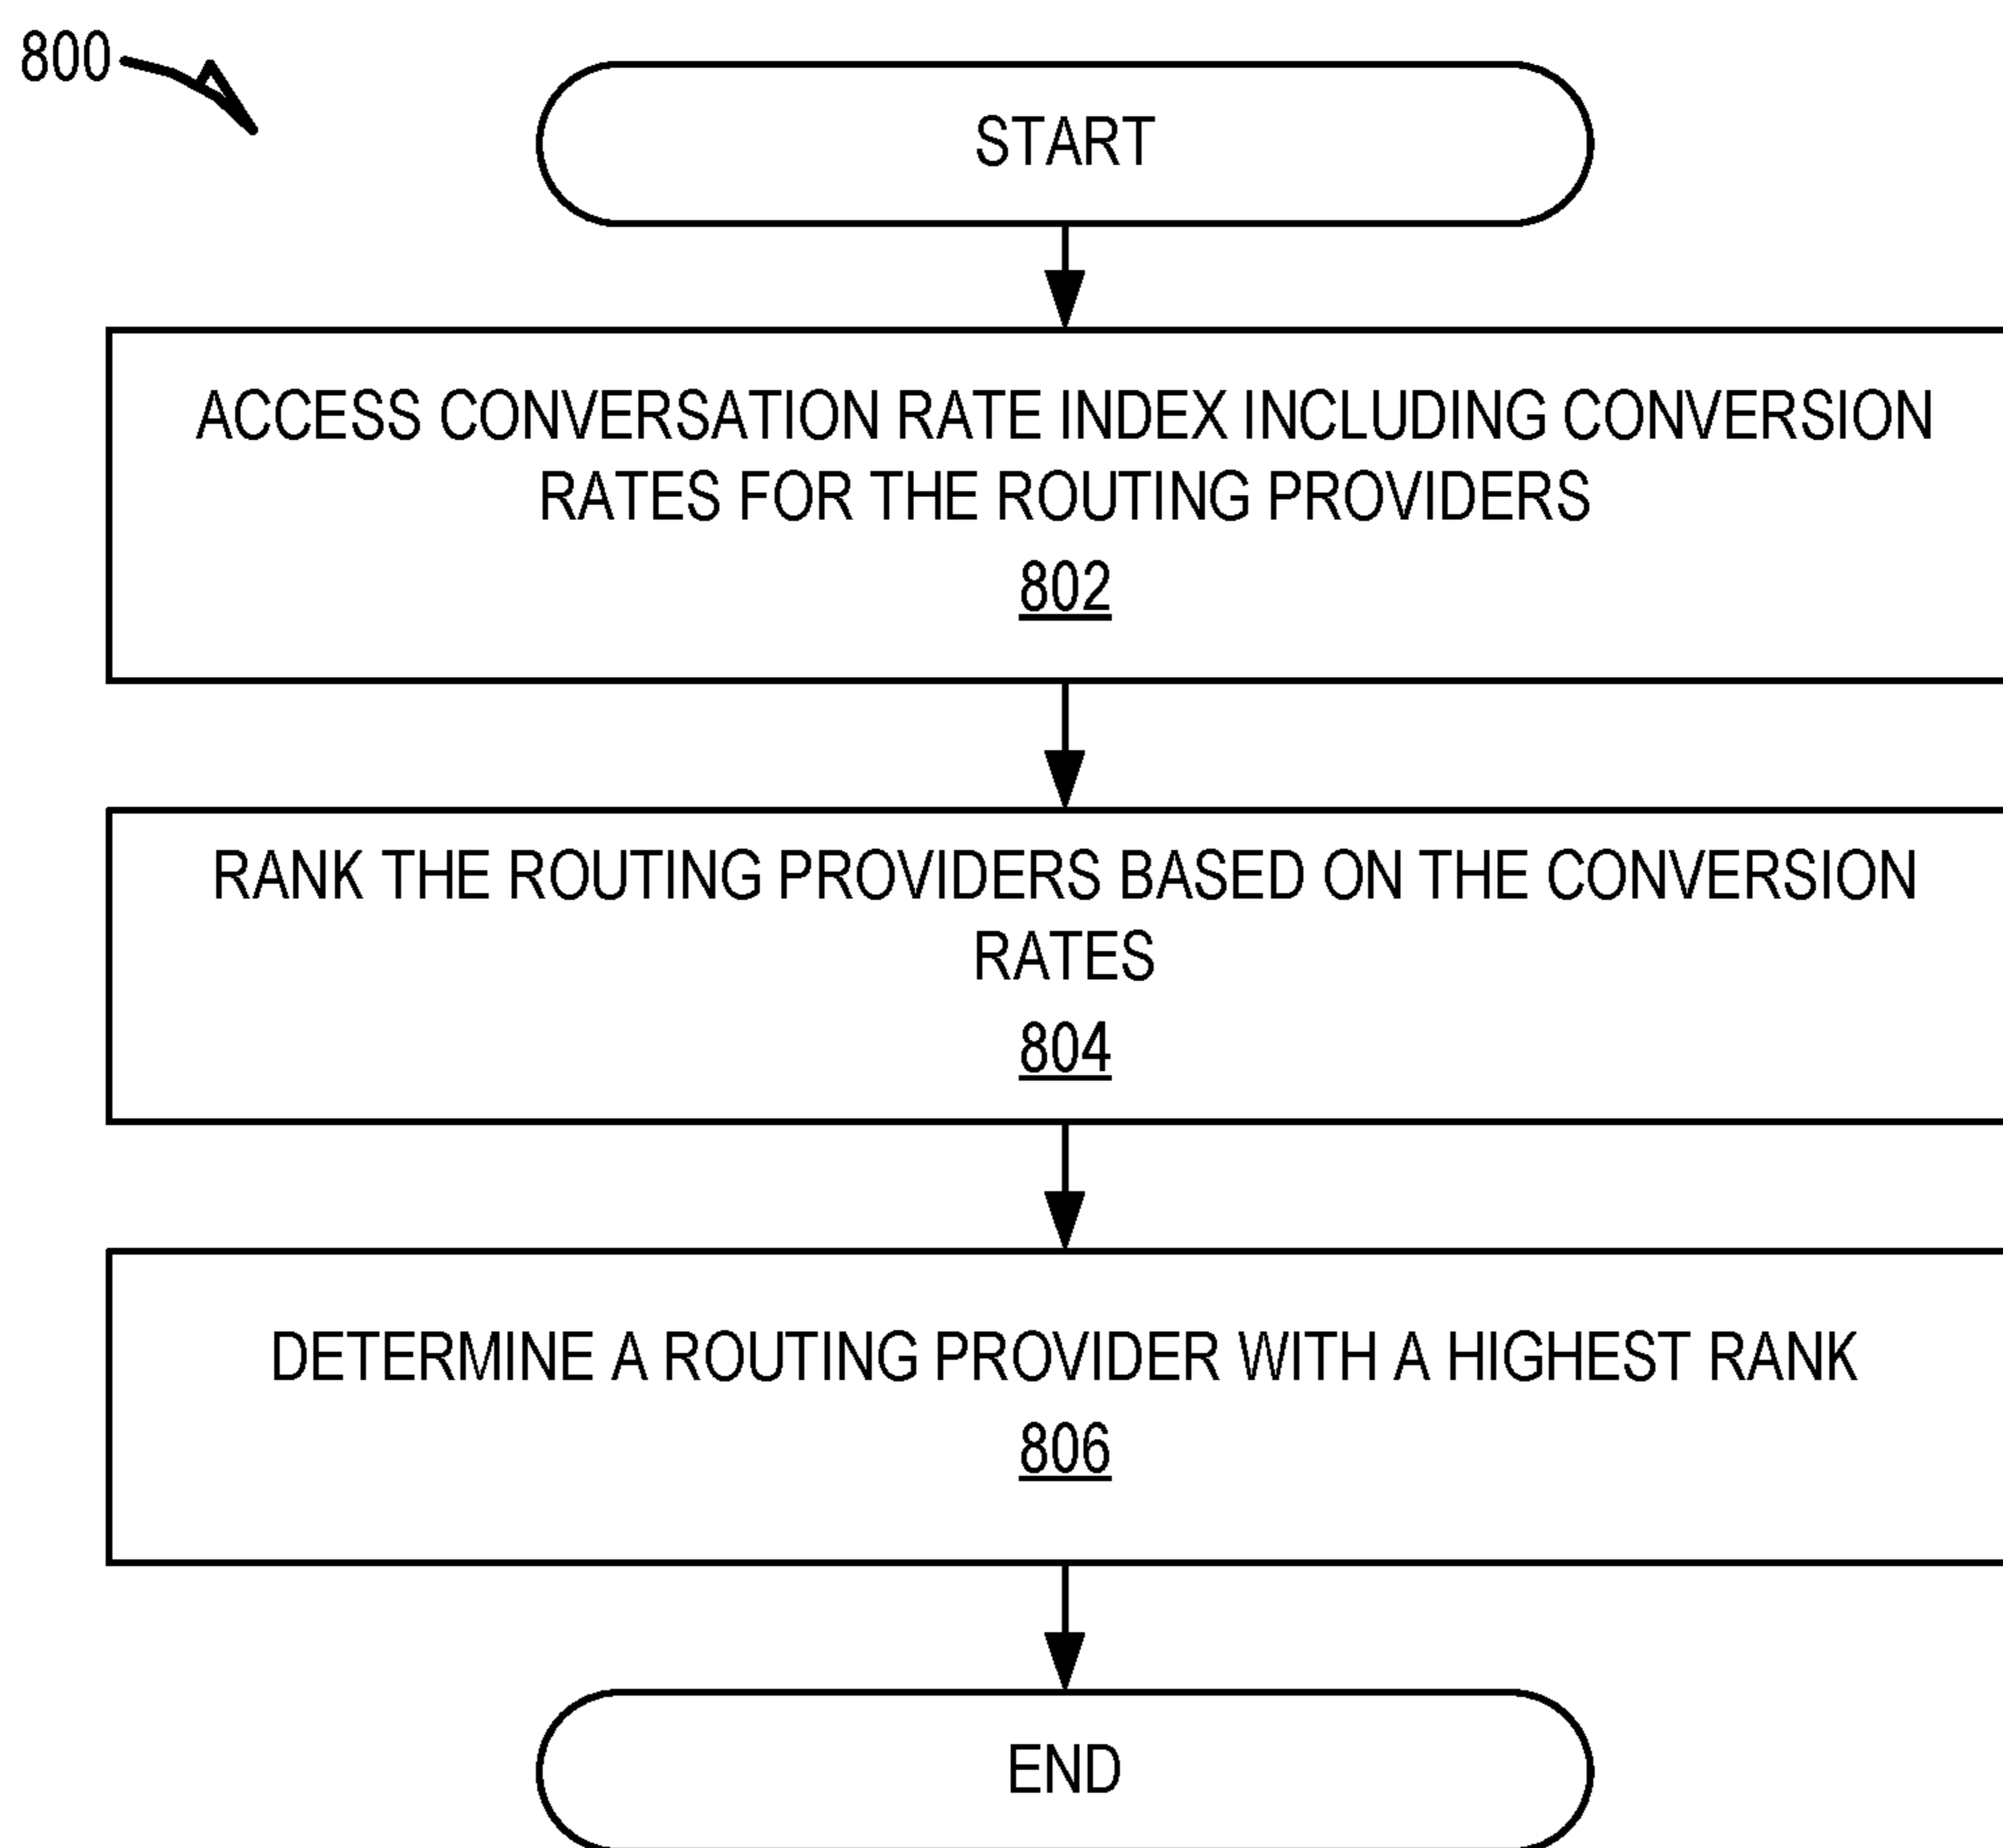 800
START
ACCESS CONVERSATION RATE INDEX INCLUDING CONVERSION
RATES FOR THE ROUTING PROVIDERS
802
RANK THE ROUTING PROVIDERS BASED ON THE CONVERSION
RATES
804
DETERMINE A ROUTING PROVIDER WITH A HIGHEST RANK
806
END